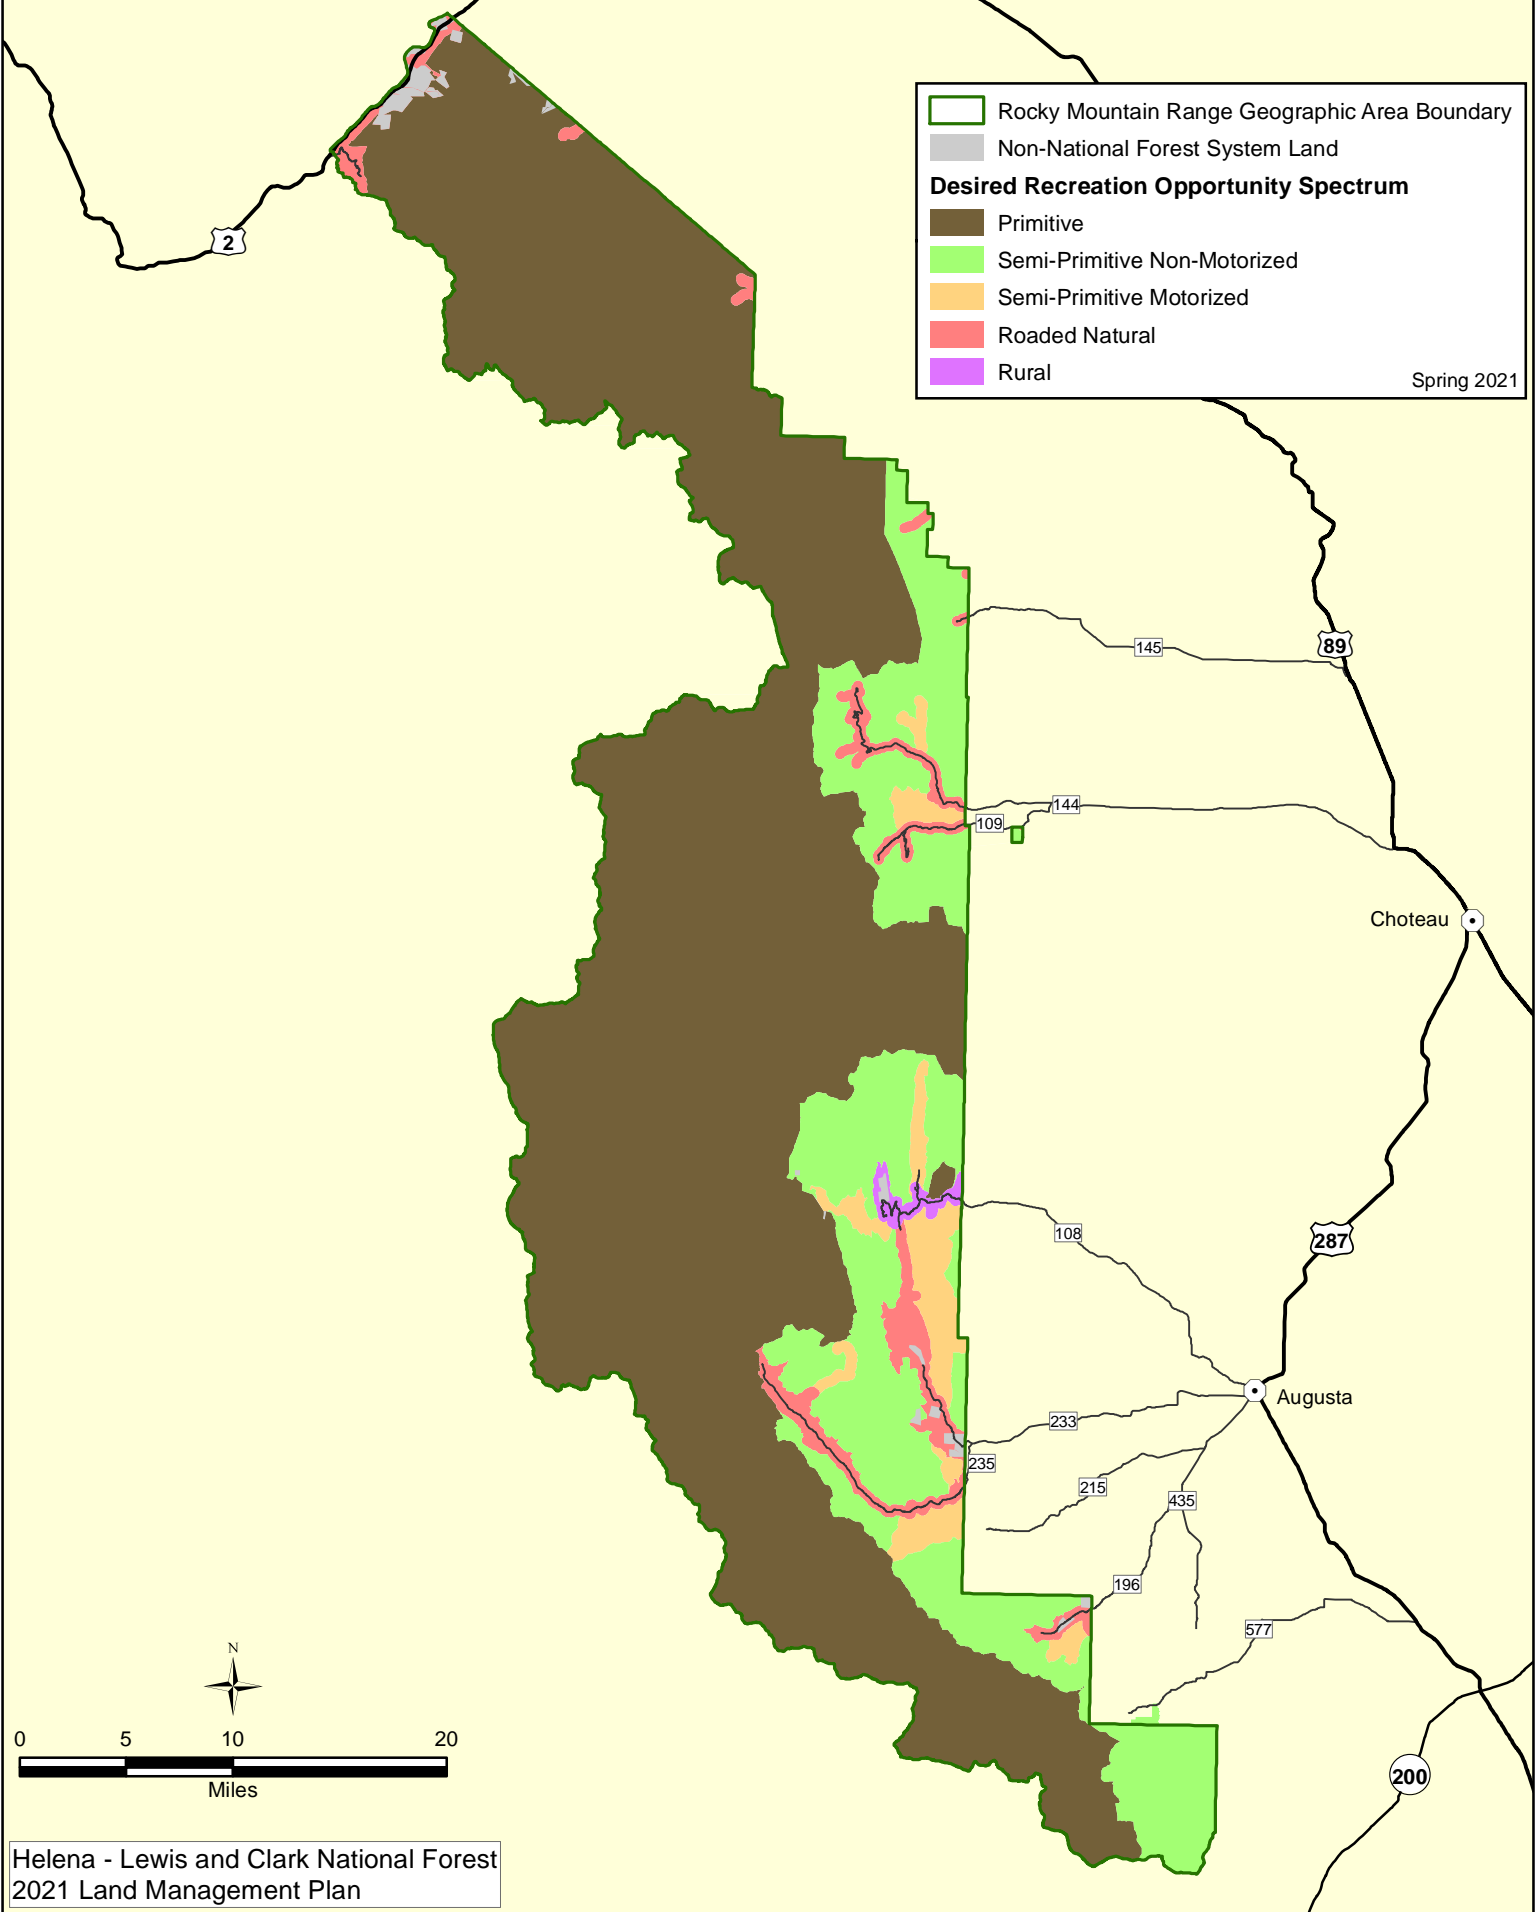 Rocky Mountain Range Geographic Area Boundary
Non-National Forest System Land
Desired Recreation Opportunity Spectrum
Primitive
Semi-Primitive Non-Motorized
Semi-Primitive Motorized
Roaded Natural
Rural
Spring 2021
2
89
145
144
109
Choteau
108
287
Augusta
233
235
215
435
196
577
N
0 5 10 20
Miles
200
Helena - Lewis and Clark National Forest
2021 Land Management Plan